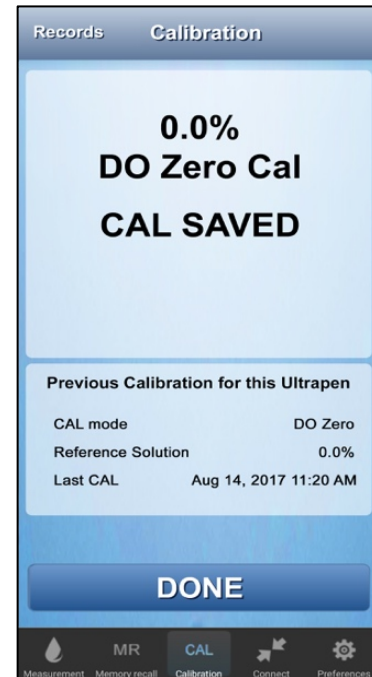 Records Calibration
0.0%
DO Zero Cal
CAL SAVED
Previous Calibration for this Ultrapen
CAL mode DO Zero
Reference Solution 0.0%
Last CAL Aug 14, 2017 11:20 AM
DONE
MR CAL
Measurement Memory recall Calibration Connect Preferences